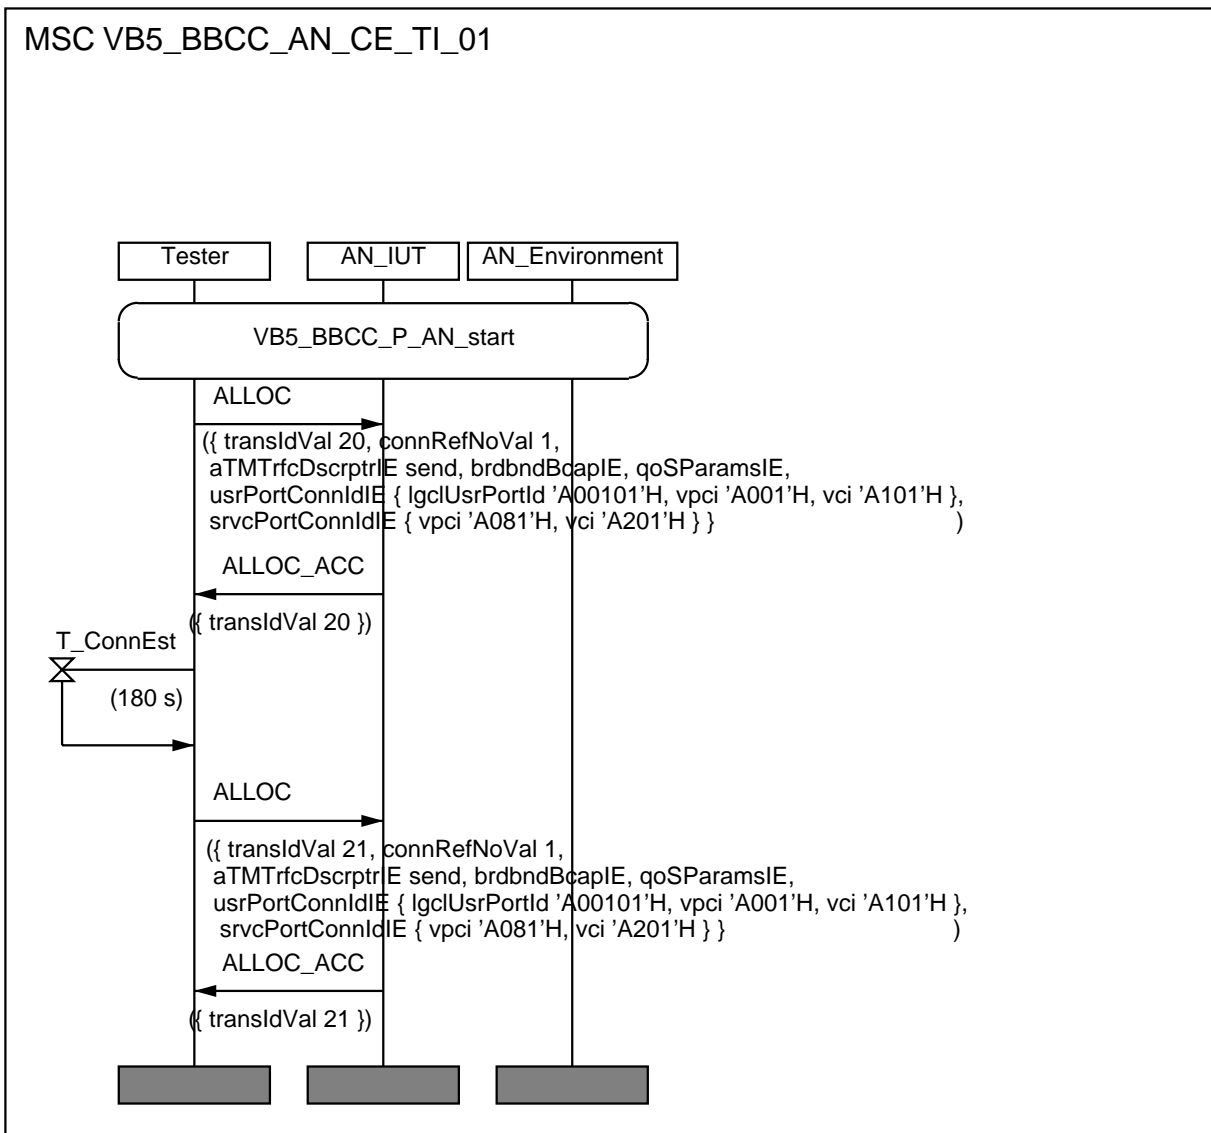 MSC VB5_BBCC_AN_CE_TI_01
Tester AN_IUT AN_Environment
VB5_BBCC_P_AN_start
ALLOC
({ transIdVal 20, connRefNoVal 1,
aTMTrfcDscrptrIE send, brdbndBcapIE, qoSParamsIE,
usrPortConnIdIE { lgclUsrPortId ’A00101’H, vpci ’A001’H, vci ’A101’H },
srvcPortConnIdIE { vpci ’A081’H, vci ’A201’H } } )
ALLOC_ACC
({ transIdVal 20 })
T_ConnEst
(180 s)
ALLOC
({ transIdVal 21, connRefNoVal 1,
aTMTrfcDscrptrIE send, brdbndBcapIE, qoSParamsIE,
usrPortConnIdIE { lgclUsrPortId ’A00101’H, vpci ’A001’H, vci ’A101’H },
srvcPortConnIdIE { vpci ’A081’H, vci ’A201’H } } )
ALLOC_ACC
({ transIdVal 21 })